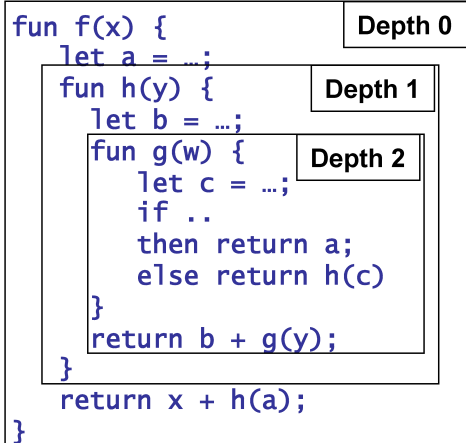 fun f(x) { Depth 0
let a = …;
fun h(y) { Depth 1
let b = …;
fun g(w) { Depth 2
let c = …;
if ..
then return a;
else return h(c)
}
return b + g(y);
}
return x + h(a);
}